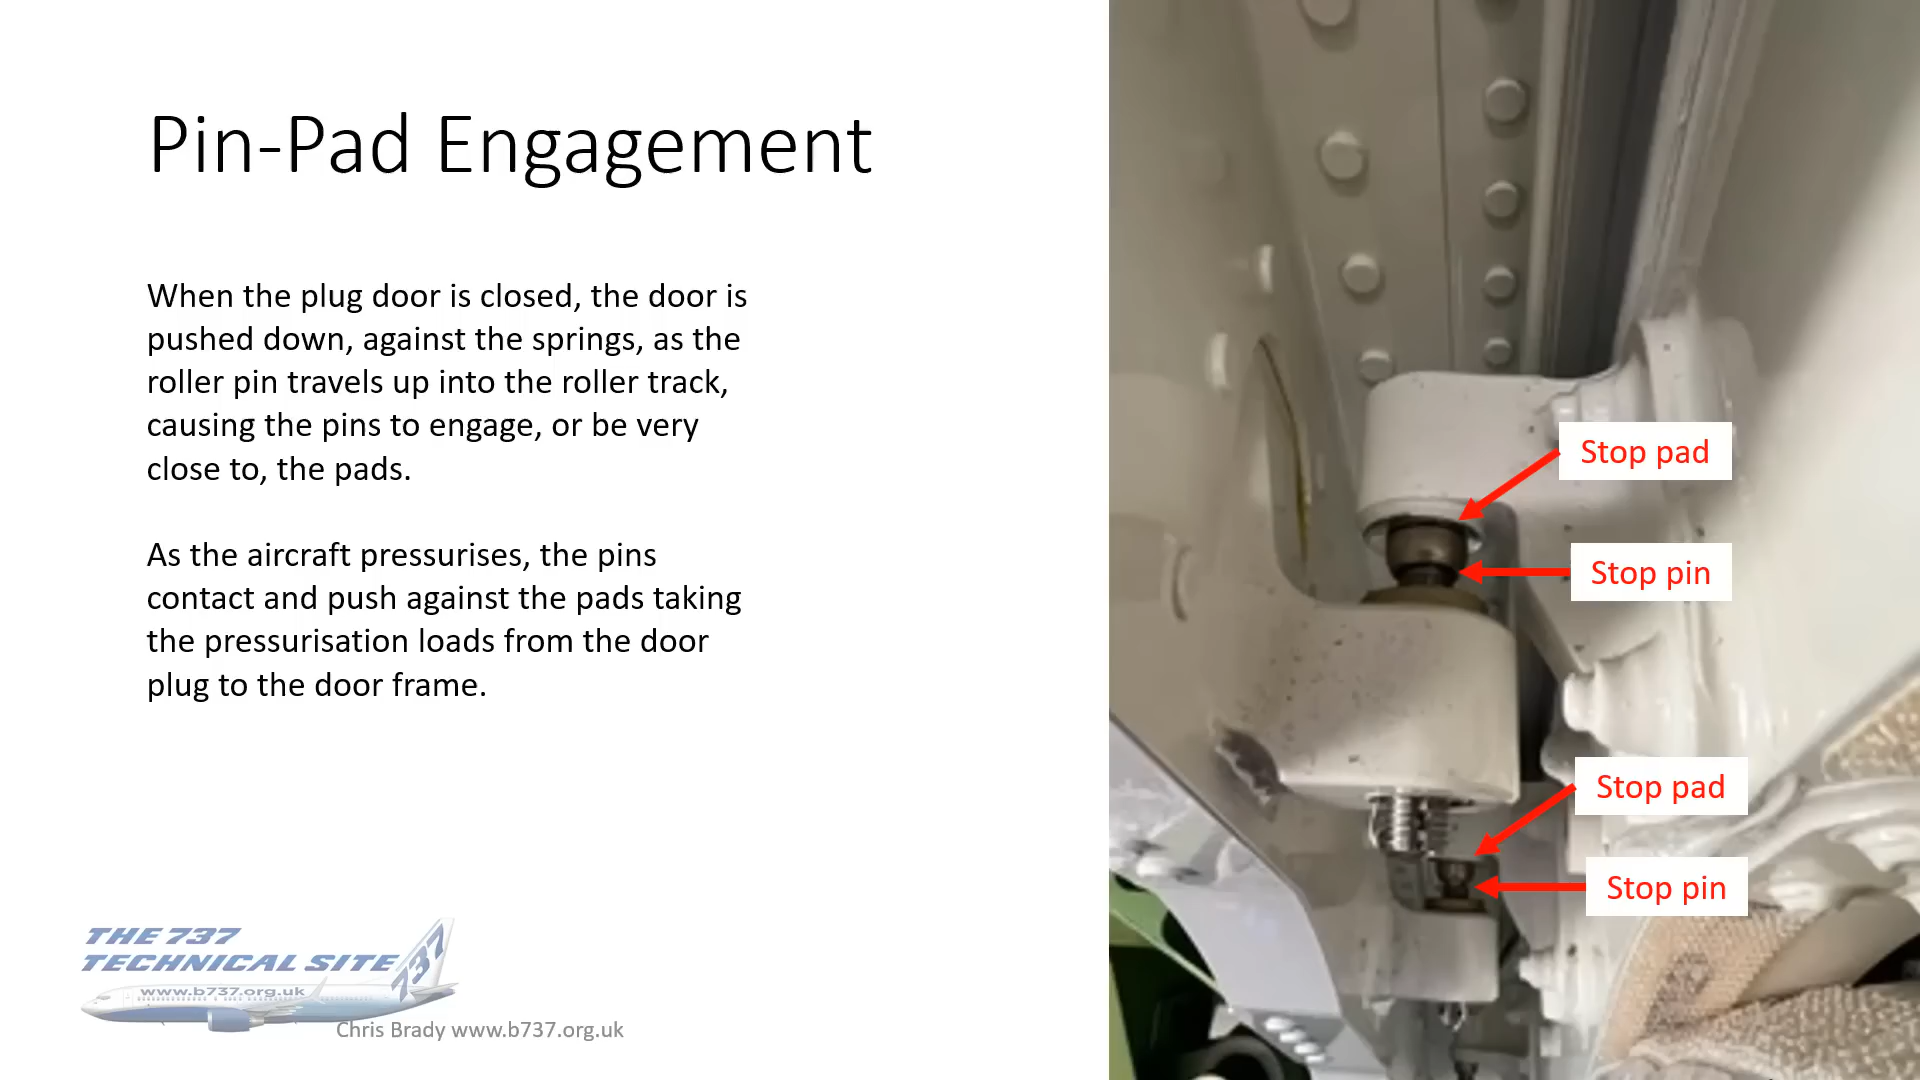 Pin-Pad Engagement
When the plug door is closed, the door is
pushed down, against the springs, as the
roller pin travels up into the roller track,
causing the pins to engage, or be very
close to, the pads.
As the aircraft pressurises, the pins
contact and push against the pads taking
the pressurisation loads from the door
plug to the door frame.
Stop pad
Stop pin
Stop pad
Stop pin
THE 737
TECHNICAL SITE
737
www.b737.org.uk
Chris Brady www.b737.org.uk